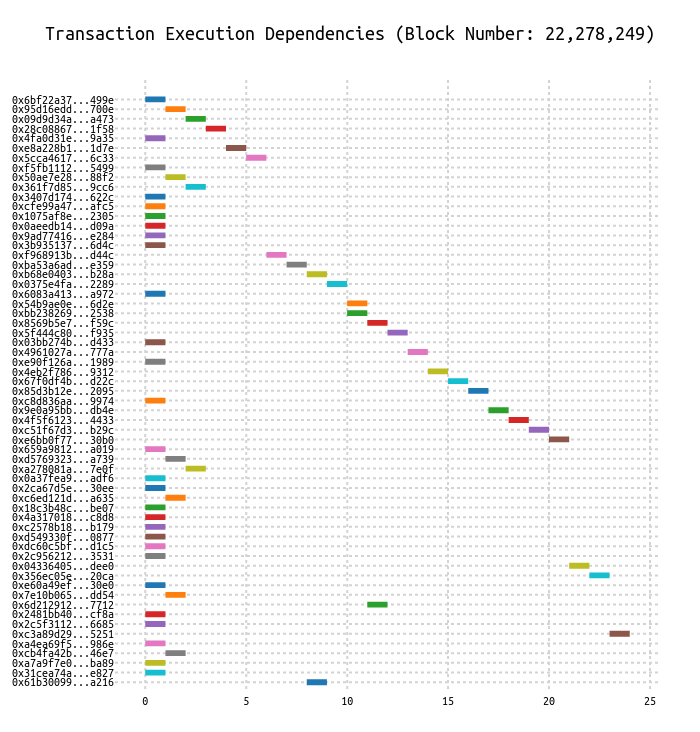 Transaction Execution Dependencies (Block Number: 22,278,249)
0x6bf22a37...499e
0x95d16edd...700e
0x09d9d34a...a473
0x28c08867...1f58
0x4fa0d31e...9a35
0xe8a228b1...1d7e
0x5cca4617...6c33
0xf5fb1112...5499
0x50ae7e28...88f2
0x361f7d85...9cc6
0x3407d174...622c
0xcfe99a47...afc5
0x1075af8e...2305
0x0aeedb14...d09a
0x9ad77416...e284
0x3b935137...6d4c
0xf968913b...d44c
0xba53a6ad...e359
0xb68e0403...b28a
0x0375e4fa...2289
0x6083a413...a972
0x54b9ae0e...6d2e
0xbb238269...2538
0x8569b5e7...f59c
0x5f444c80...f935
0x03bb274b...d433
0x4961027a...777a
0xe90f126a...1989
0x4eb2f786...9312
0x67f0df4b...d22c
0x85d3b12e...2095
0xc8d836aa...9974
0x9e0a95bb...db4e
0x4f5f6123...4433
0xc51f67d3...b29c
0xe6bb0f77...30b0
0x659a9812...a019
0xd5769323...a739
0xa278081a...7e0f
0x0a37fea9...adf6
0x2ca67d5e...30ee
0xc6ed121d...a635
0x18c3b48c...be07
0x4a317018...c8d8
0xc2578b18...b179
0xd549330f...0877
0xdc60c5bf...d1c5
0x2c956212...3531
0x04336405...dee0
0x356ec05e...20ca
0xe60a49ef...30e0
0x7e10b065...dd54
0x6d212912...7712
0x2481bb40...cf8a
0x2c5f3112...6685
0xc3a89d29...5251
0xa4ea69f5...986e
0xcb4fa42b...46e7
0xa7a9f7e0...ba89
0x31cea74a...e827
0x61b30099...a216
0 5 10 15 20 25